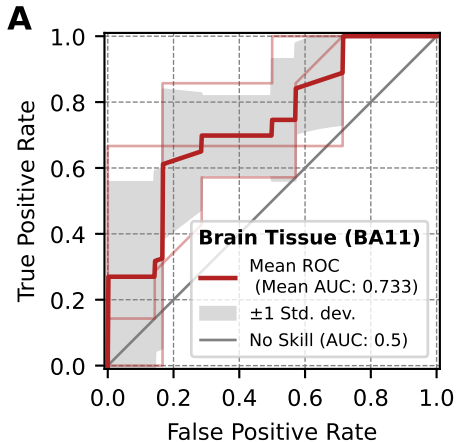 A
1.0
0.8
0.6
0.4
0.2
0.0
True Positive Rate
Brain Tissue (BA11)
Mean ROC
(Mean AUC: 0.733)
±1 Std. dev.
No Skill (AUC: 0.5)
0.0 0.2 0.4 0.6 0.8 1.0
False Positive Rate